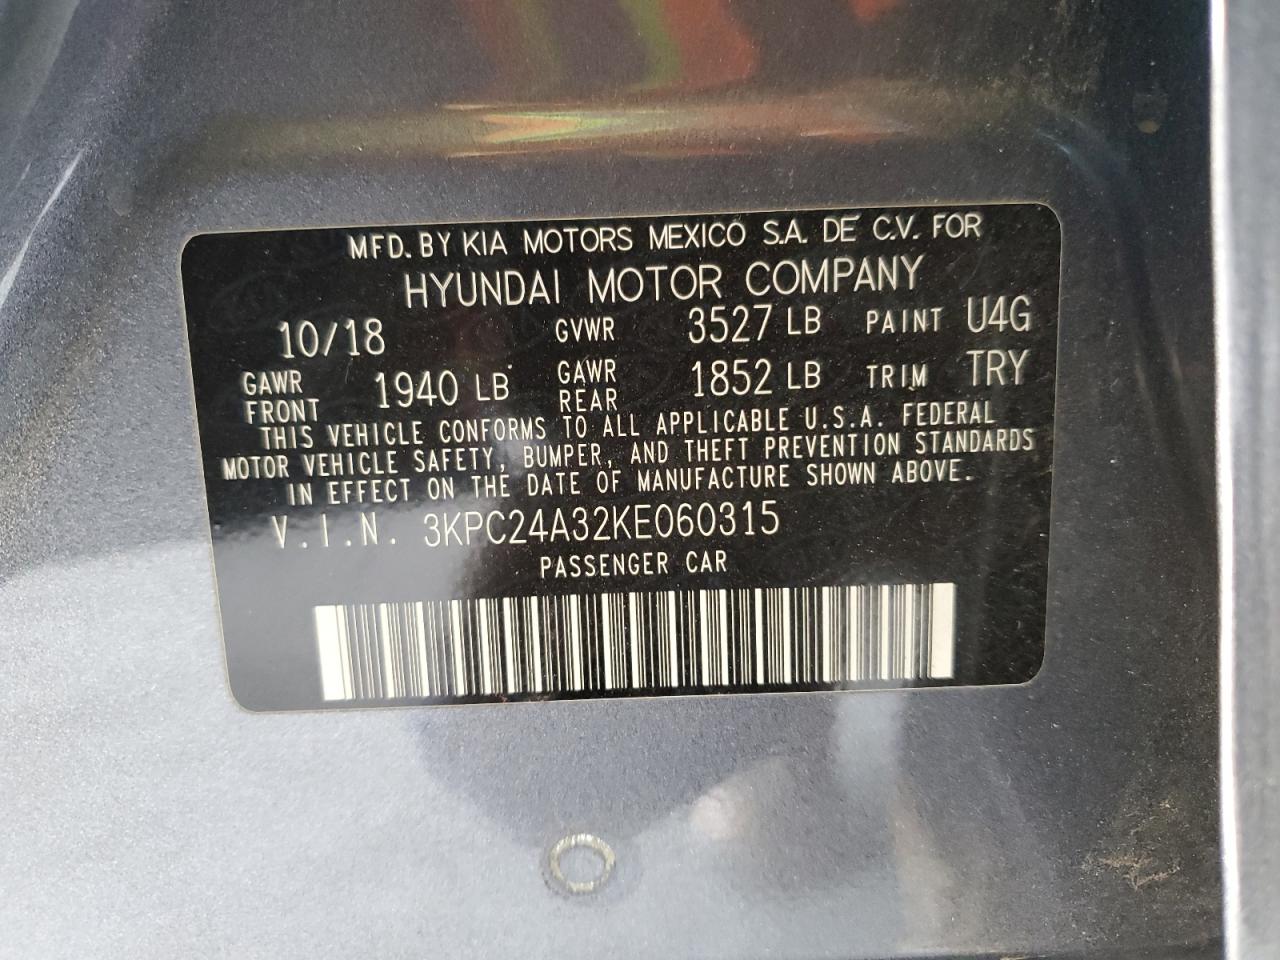 MFD. BY KIA MOTORS MEXICO S.A. DE C.V. FOR
HYUNDAI MOTOR COMPANY
10/18 GVWR 3527 LB PAINT U4G
GAWR FRONT 1940 LB GAWR REAR 1852 LB TRIM TRY
THIS VEHICLE CONFORMS TO ALL APPLICABLE U.S.A. FEDERAL
MOTOR VEHICLE SAFETY, BUMPER, AND THEFT PREVENTION STANDARDS
IN EFFECT ON THE DATE OF MANUFACTURE SHOWN ABOVE.
V.I.N. 3KPC24A32KE060315
PASSENGER CAR